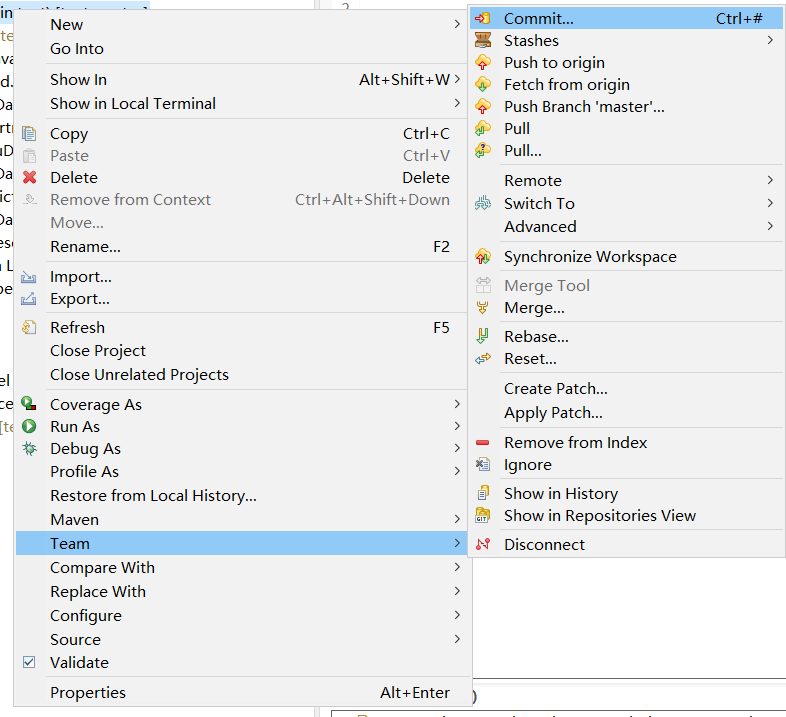 New
Go Into
Show In Alt+Shift+W
Show in Local Terminal
Copy Ctrl+C
Paste Ctrl+V
Delete Delete
Remove from Context Ctrl+Alt+Shift+Down
Move...
Rename... F2
Import...
Export...
Refresh F5
Close Project
Close Unrelated Projects
Coverage As
Run As
Debug As
Profile As
Restore from Local History...
Maven
Team
Compare With
Replace With
Configure
Source
Validate
Properties Alt+Enter
Commit... Ctrl+#
Stashes
Push to origin
Fetch from origin
Push Branch 'master'...
Pull
Pull...
Remote
Switch To
Advanced
Synchronize Workspace
Merge Tool
Merge...
Rebase...
Reset...
Create Patch...
Apply Patch...
Remove from Index
Ignore
Show in History
GIT Show in Repositories View
Disconnect